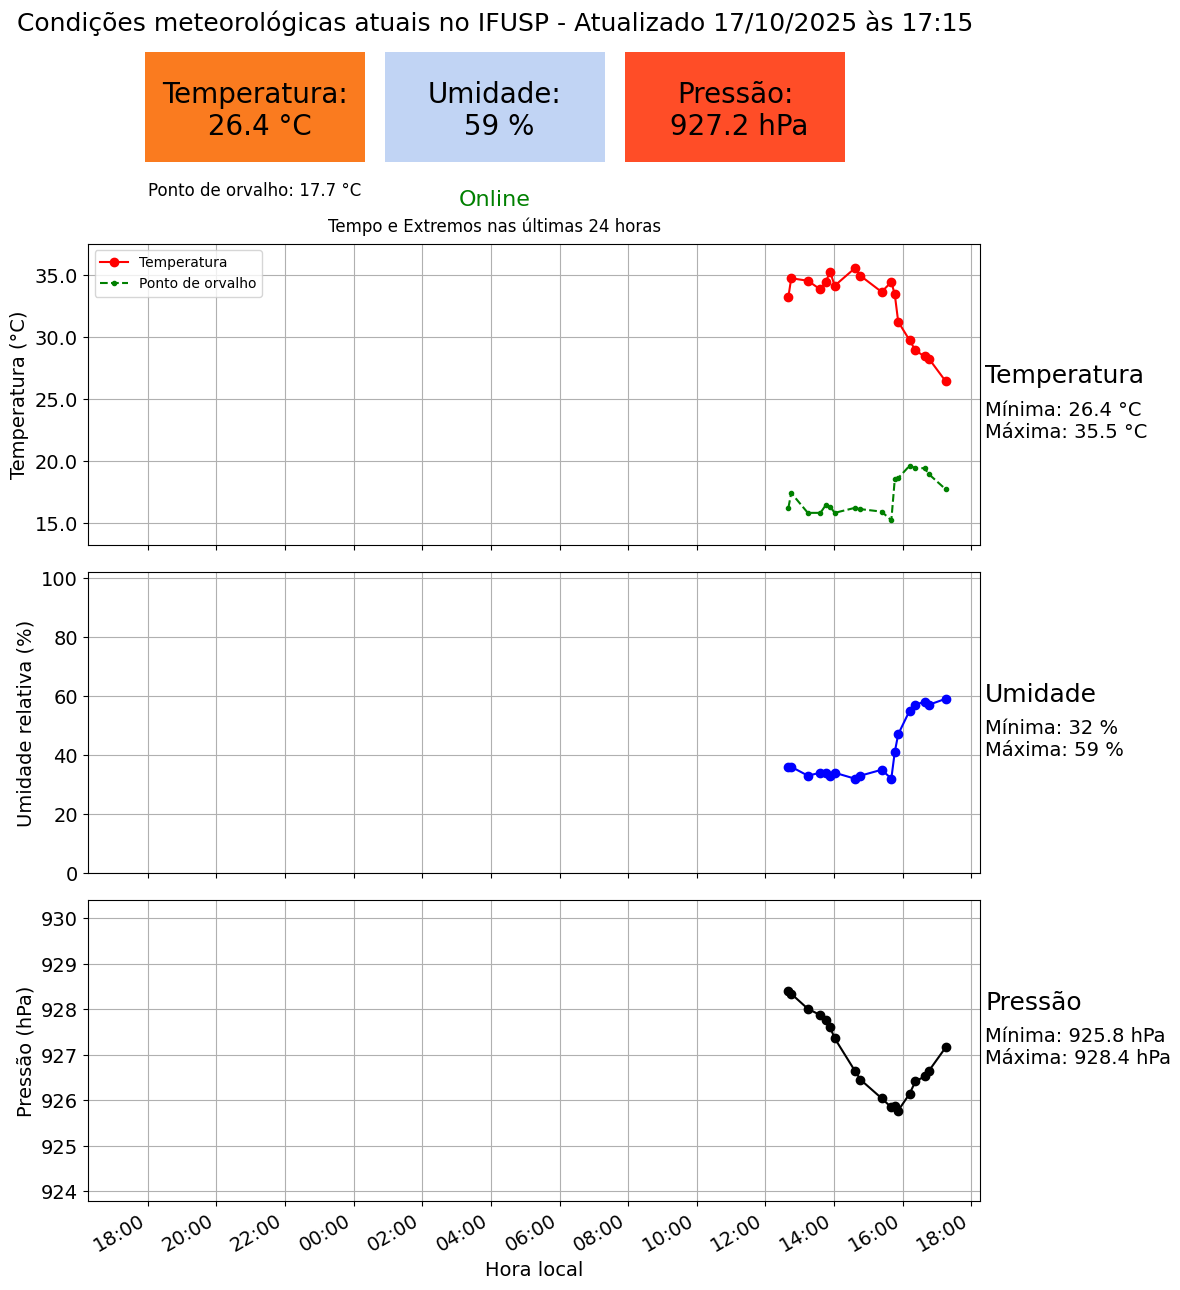 Condições meteorológicas atuais no IFUSP - Atualizado 17/10/2025 às 17:15
Temperatura:
26.4 °C
Umidade:
59 %
Pressão:
927.2 hPa
Ponto de orvalho: 17.7 °C
Online
Tempo e Extremos nas últimas 24 horas
Temperatura
Ponto de orvalho
Temperatura (°C)
35.0
30.0
25.0
20.0
15.0
Temperatura
Mínima: 26.4 °C
Máxima: 35.5 °C
Umidade relativa (%)
100
80
60
40
20
0
Umidade
Mínima: 32 %
Máxima: 59 %
Pressão (hPa)
930
929
928
927
926
925
924
Pressão
Mínima: 925.8 hPa
Máxima: 928.4 hPa
18:00 20:00 22:00 00:00 02:00 04:00 06:00 08:00 10:00 12:00 14:00 16:00 18:00
Hora local